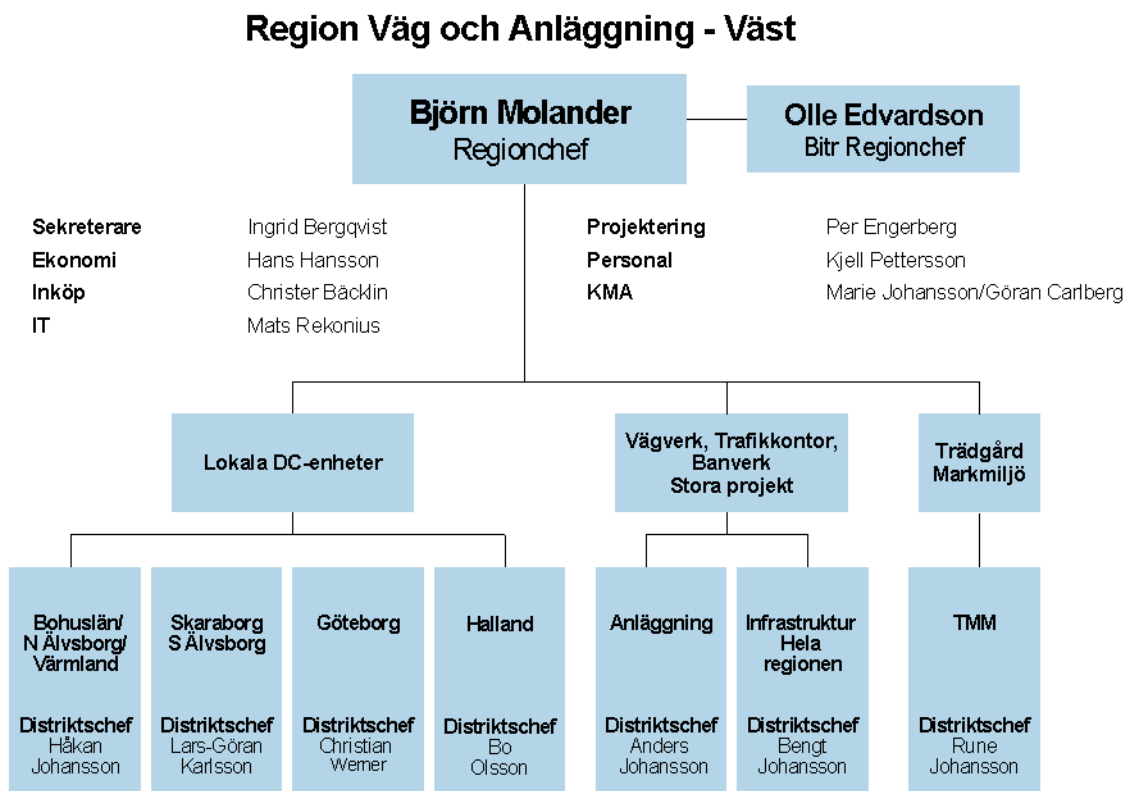 Region Väg och Anläggning - Väst
Björn Molander
Regionchef
Olle Edvardson
Bitr Regionchef
Sekreterare Ingrid Bergqvist
Ekonomi Hans Hansson
Inköp Christer Bäcklin
IT Mats Rekonius
Projektering Per Engerberg
Personal Kjell Pettersson
KMA Marie Johansson/Göran Carlberg
Lokala DC-enheter
Vägverk, Trafikkontor,
Banverk
Stora projekt
Trädgård
Markmiljö
Bohuslän/
N Älvsborg/
Värmland
Distriktschef
Håkan
Johansson
Skaraborg
S Älvsborg
Distriktschef
Lars-Göran
Karlsson
Göteborg
Distriktschef
Christian
Werner
Halland
Distriktschef
Bo
Olsson
Anläggning
Distriktschef
Anders
Johansson
Infrastruktur
Hela
regionen
Distriktschef
Bengt
Johansson
TMM
Distriktschef
Rune
Johansson